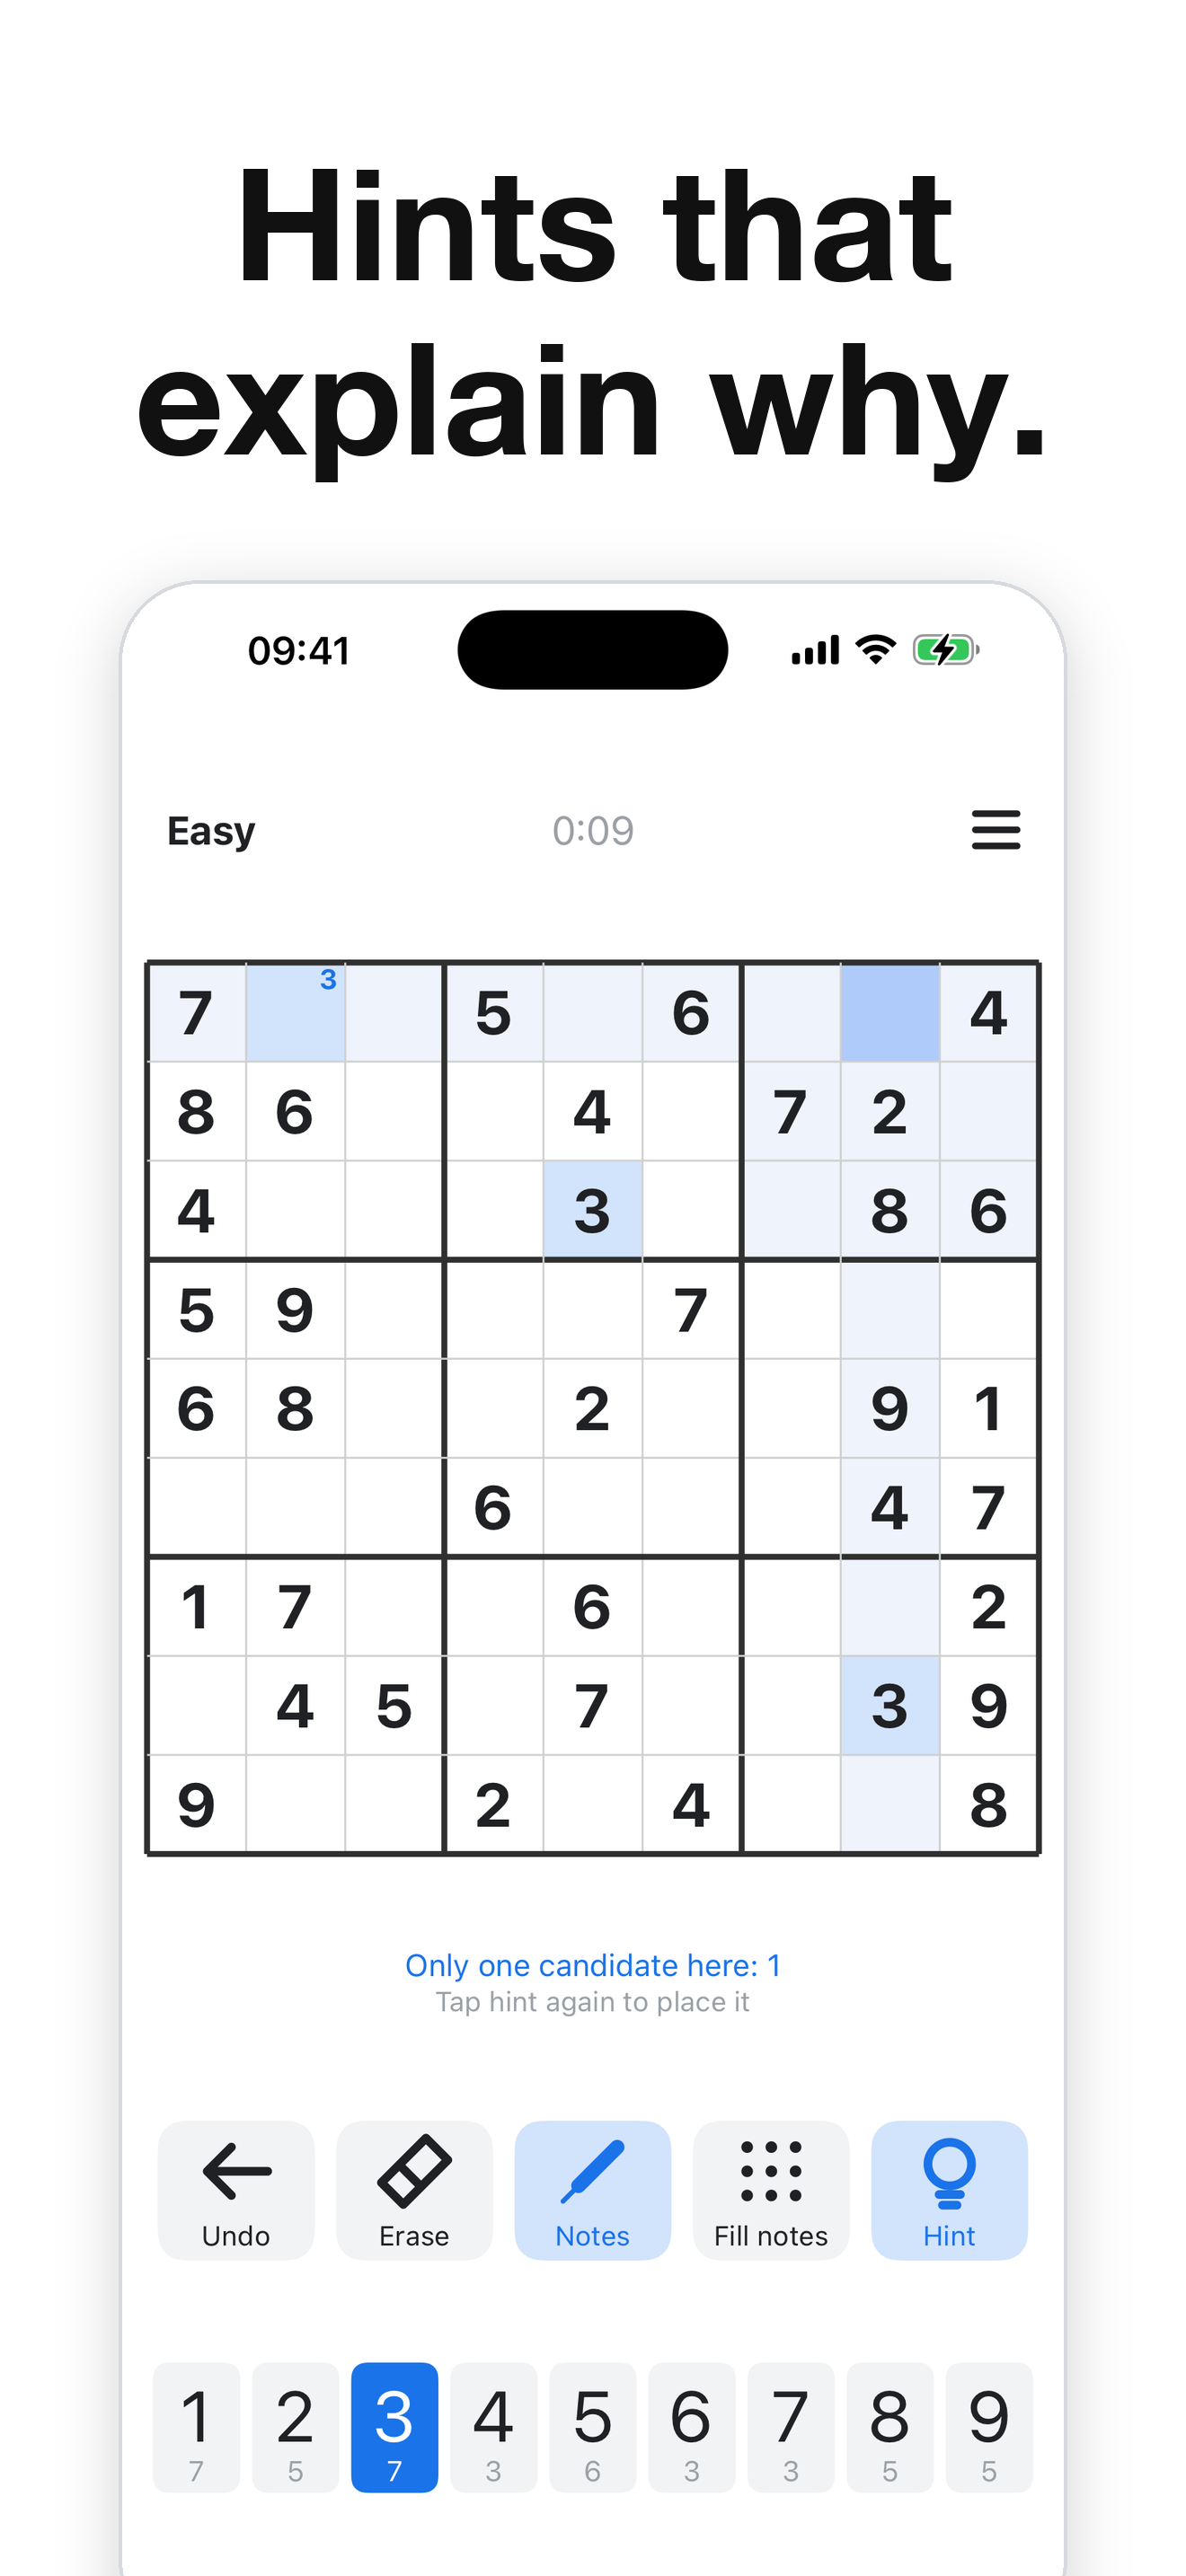 Hints that
explain why.
09:41
Easy 0:09
3
7 5 6 4
8 6 4 7 2
4 3 8 6
5 9 7
6 8 2 9 1
6 4 7
1 7 6 2
4 5 7 3 9
9 2 4 8
Only one candidate here: 1
Tap hint again to place it
Undo Erase Notes Fill notes Hint
1 2 3 4 5 6 7 8 9
7 5 7 3 6 3 3 5 5